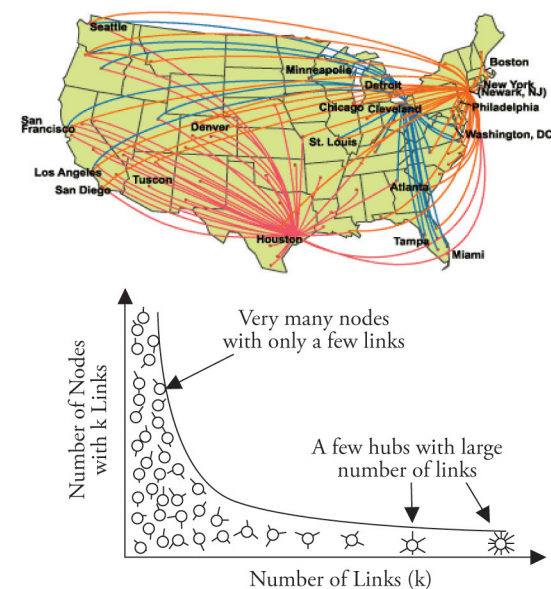 Seattle
Minneapolis
Boston
Detroit
New York
(Newark, NJ)
Chicago
Cleveland
Philadelphia
San
Francisco
Denver
Washington, DC
St. Louis
Los Angeles
Tuscon
San Diego
Atlanta
Houston
Tampa
Miami
Very many nodes
with only a few links
Number of Nodes
with k Links
A few hubs with large
number of links
Number of Links (k)